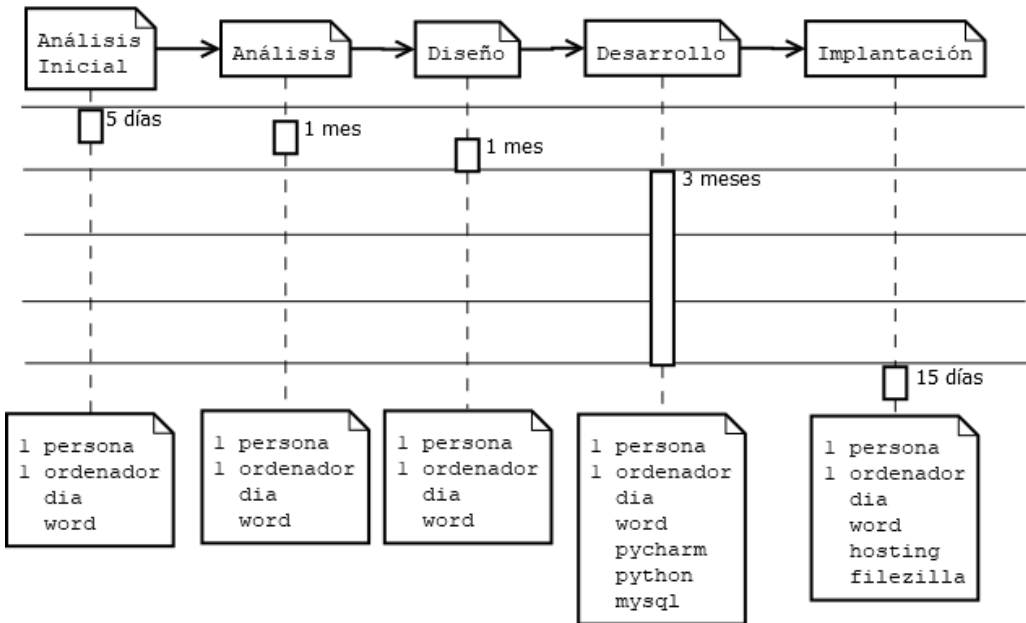 Análisis
Inicial
Análisis
Diseño
Desarrollo
Implantación
5 días
1 mes
1 mes
3 meses
15 días
1 persona
1 ordenador
dia
word
1 persona
1 ordenador
dia
word
1 persona
1 ordenador
dia
word
1 persona
1 ordenador
dia
word
pycharm
python
mysql
1 persona
1 ordenador
dia
word
hosting
filezilla